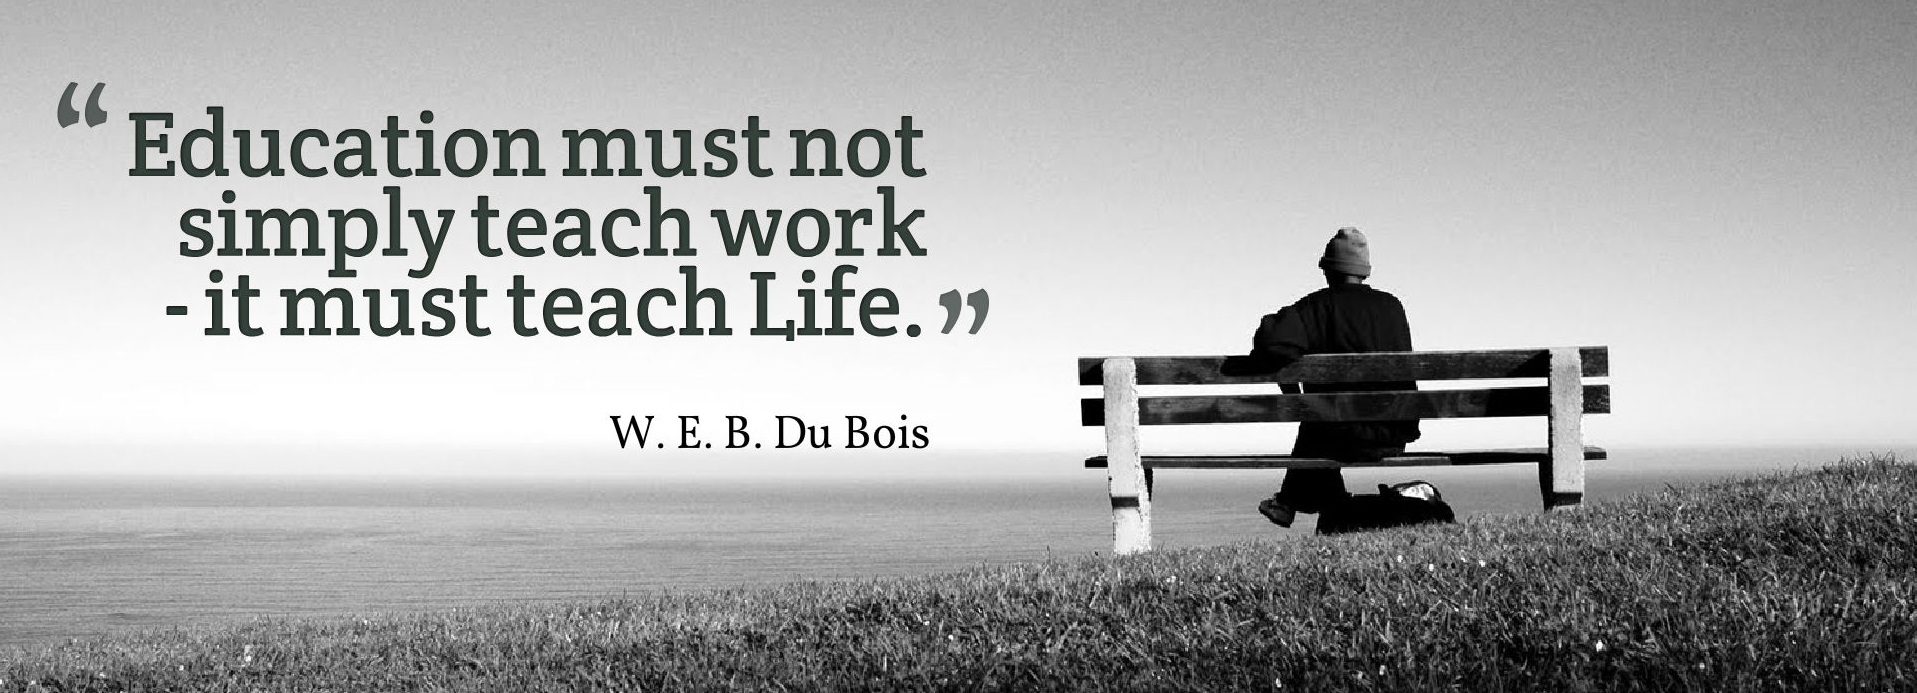 “ Education must not
simply teach work
- it must teach Life. ”
W. E. B. Du Bois